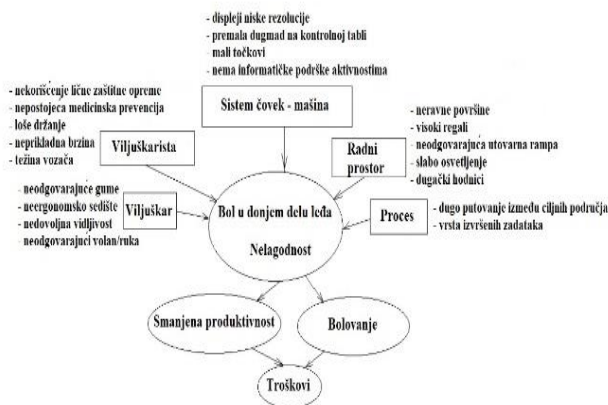 - displeji niske rezolucije
- premala dugmad na kontrolnoj tabli
- mali točkovi
- nema informatičke podrške aktivnostima
Sistem čovek - mašina
- nekorišcenje lične zaštitne opreme
- nepostojeca medicinska prevencija
- loše držanje
- neprikladna brzina
- težina vozača
Viljuškarista
- neravne površine
- visoki regali
- neodgovarajuća utovarna rampa
- slabo osvetljenje
- dugački hodnici
Radni
prostor
- neodgovarajuće gume
- neergonomsko sedište
- nedovoljna vidljivost
- neodgovarajuci volan/ruka
Viljuškar
Bol u donjem delu leđa
Nelagodnost
Proces
- dugo putovanje između ciljnih područja
- vrsta izvršenih zadataka
Smanjena produktivnost
Bolovanje
Troškovi